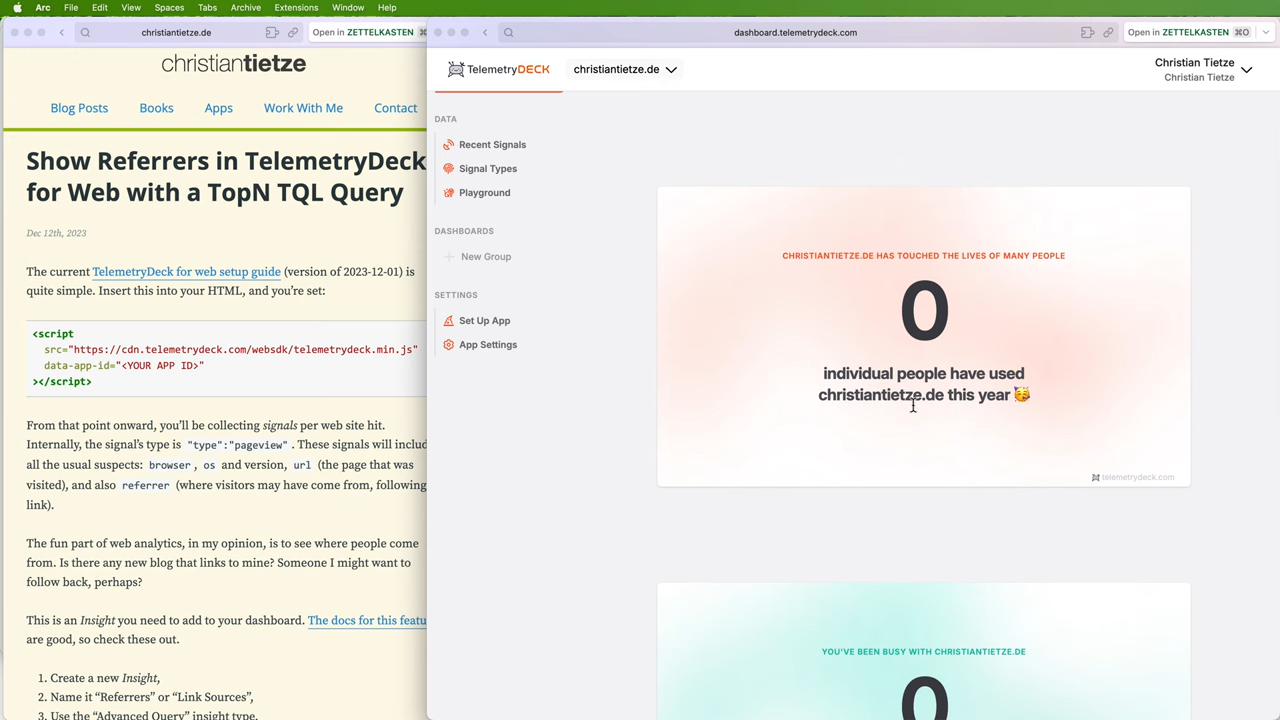 Arc File Edit View Spaces Tabs Archive Extensions Window Help
christiantietze.de
Open in ZETTELKASTEN
christiantietze
Blog Posts Books Apps Work With Me Contact
Show Referrers in TelemetryDeck
for Web with a TopN TQL Query
Dec 12th, 2023
The current TelemetryDeck for web setup guide (version of 2023-12-01) is
quite simple. Insert this into your HTML, and you're set:
<script
src="https://cdn.telemetrydeck.com/websdk/telemetrydeck.min.js"
data-app-id="<YOUR APP ID>"
></script>
From that point onward, you'll be collecting signals per web site hit.
Internally, the signal's type is "type":"pageview". These signals will includ
all the usual suspects: browser, os and version, url (the page that was
visited), and also referrer (where visitors may have come from, following
link).
The fun part of web analytics, in my opinion, is to see where people come
from. Is there any new blog that links to mine? Someone I might want to
follow back, perhaps?
This is an Insight you need to add to your dashboard. The docs for this featu
are good, so check these out.
1. Create a new Insight,
2. Name it “Referrers” or “Link Sources”,
3. Use the “Advanced Query” insight type.
dashboard.telemetrydeck.com
Open in ZETTELKASTEN ⌘O
TelemetryDECK
christiantietze.de
Christian Tietze
Christian Tietze
DATA
Recent Signals
Signal Types
Playground
DASHBOARDS
New Group
SETTINGS
Set Up App
App Settings
CHRISTIANTIETZE.DE HAS TOUCHED THE LIVES OF MANY PEOPLE
0
individual people have used
christiantietze.de this year 🥳
telemetrydeck.com
YOU'VE BEEN BUSY WITH CHRISTIANTIETZE.DE
0